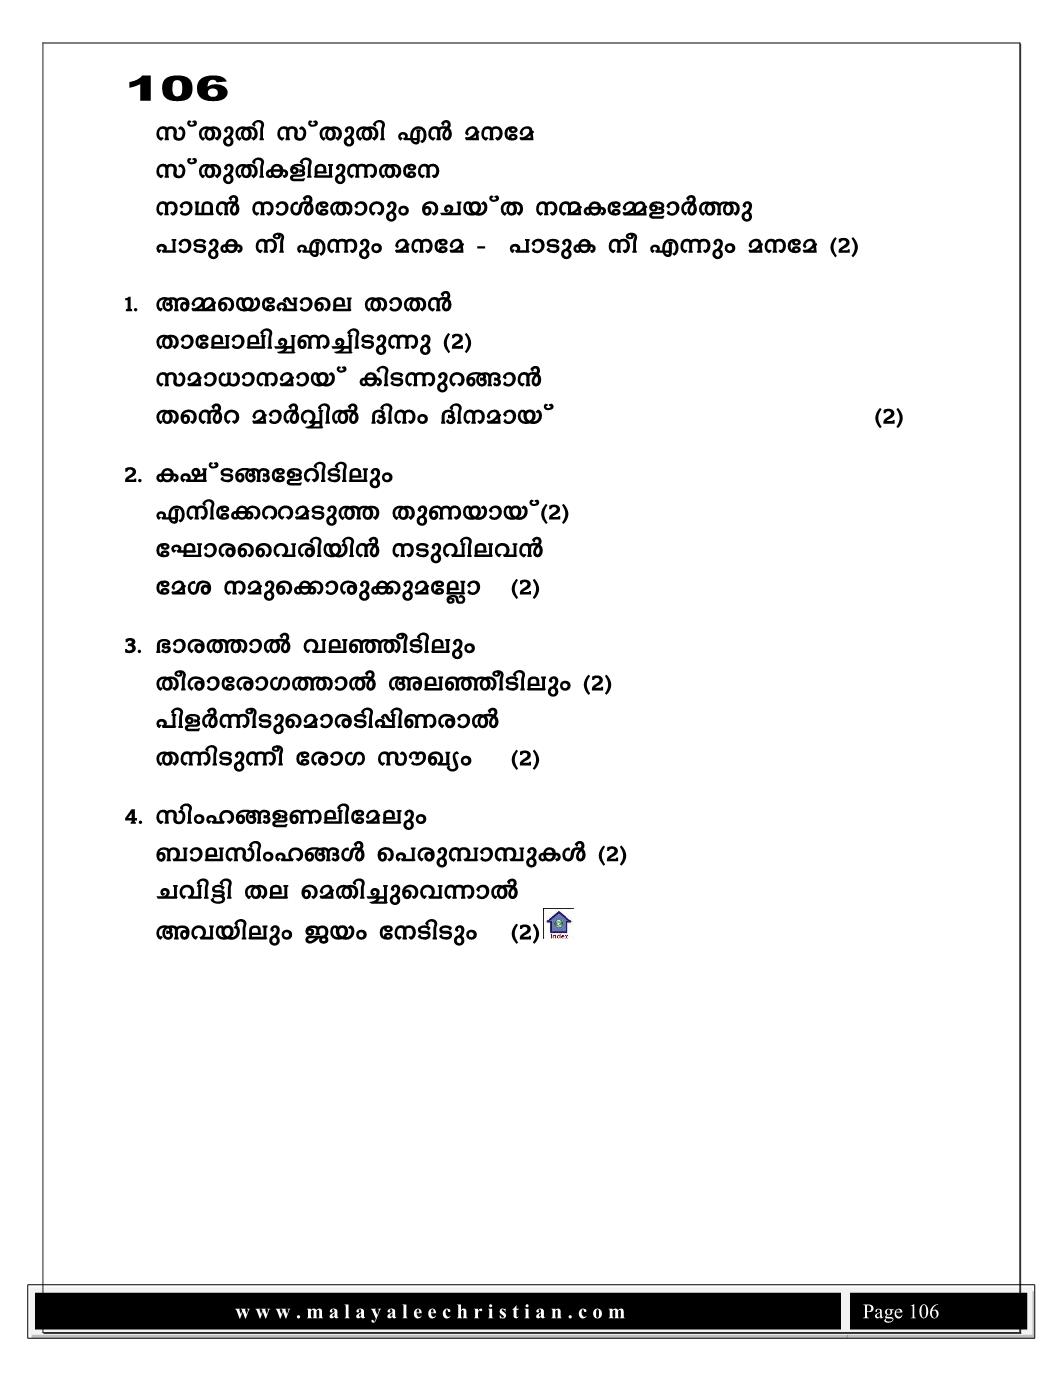 106
സ്തുതി സ്തുതി എൻ മനമേ
സ്തുതികളിലുന്നതനേ
നാഥൻ നാൾതോറും ചെയ്ത നന്മകമ്മേളാർത്തു
പാടുക നീ എന്നും മനമേ - പാടുക നീ എന്നും മനമേ (2)
1. അമ്മയെപ്പോലെ താതൻ
താലോലിച്ചണച്ചിടുന്നു (2)
സമാധാനമായ് കിടന്നുറങ്ങാൻ
തൻെറ മാർവ്വിൽ ദിനം ദിനമായ് (2)
2. കഷ്ടങ്ങളേറിടിലും
എനിക്കേററമടുത്ത തുണയായ് (2)
ഘോരവൈരിയിൻ നടുവിലവൻ
മേശ നമുക്കൊരുക്കുമല്ലോ (2)
3. ഭാരത്താൽ വലഞ്ഞീടിലും
തീരാരോഗത്താൽ അലഞ്ഞീടിലും (2)
പിളർന്നീടുമൊരടിപ്പിണരാൽ
തന്നിടുന്നീ രോഗ സൗഖ്യം (2)
4. സിംഹങ്ങളണലിമേലും
ബാലസിംഹങ്ങൾ പെരുമ്പാമ്പുകൾ (2)
ചവിട്ടി തല മെതിച്ചുവെന്നാൽ
അവയിലും ജയം നേടിടും (2)
Index
www.malayaleechristian.com
Page 106